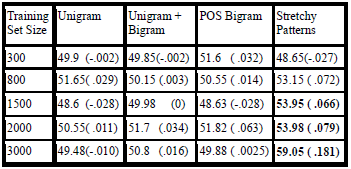 Training Set Size Unigram Unigram + Bigram POS Bigram Stretchy Patterns
300 49.9 (-.002) 49.85(-.002) 51.6 ( .032) 48.65(-.027)
800 51.65( .029) 50.15 (.003) 50.55 ( .014) 53.15 (.072)
1500 48.6 (-.028) 49.98 (0) 48.63 (-.028) 53.95 (.066)
2000 50.55( .011) 51.7 (.034) 51.82 (.063) 53.98 (.079)
3000 49.48(-.010) 50.8 (.016) 49.88 (.0025) 59.05 (.181)